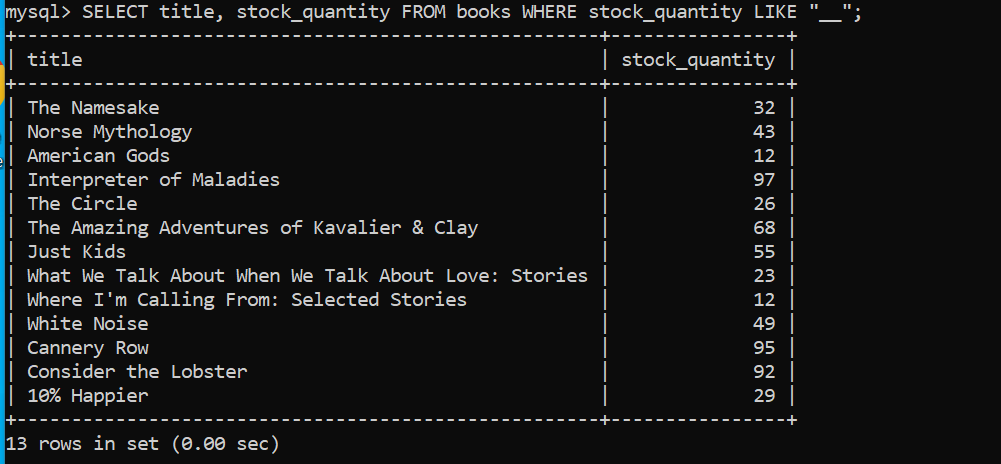 mysql> SELECT title, stock_quantity FROM books WHERE stock_quantity LIKE "__";
+-----------------------------------------------+----------------+
| title                                         | stock_quantity |
+-----------------------------------------------+----------------+
| The Namesake                                  |             32 |
| Norse Mythology                               |             43 |
| American Gods                                 |             12 |
| Interpreter of Maladies                       |             97 |
| The Circle                                    |             26 |
| The Amazing Adventures of Kavalier & Clay     |             68 |
| Just Kids                                     |             55 |
| What We Talk About When We Talk About Love: Stories |             23 |
| Where I'm Calling From: Selected Stories      |             12 |
| White Noise                                   |             49 |
| Cannery Row                                   |             95 |
| Consider the Lobster                          |             92 |
| 10% Happier                                   |             29 |
+-----------------------------------------------+----------------+
13 rows in set (0.00 sec)